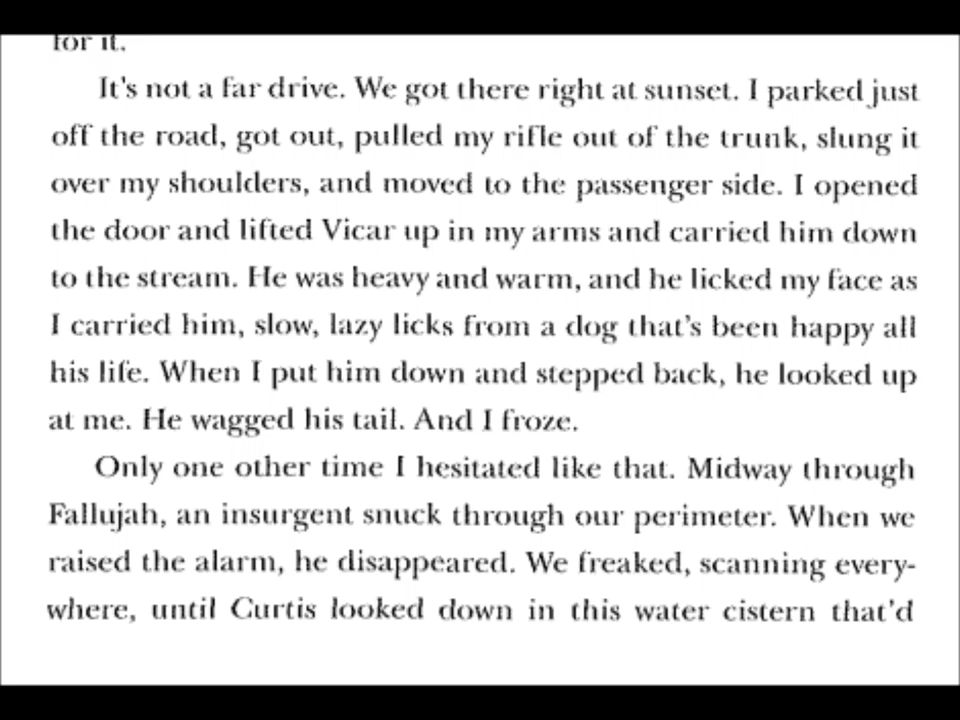 for it.
It's not a far drive. We got there right at sunset. I parked just
off the road, got out, pulled my rifle out of the trunk, slung it
over my shoulders, and moved to the passenger side. I opened
the door and lifted Vicar up in my arms and carried him down
to the stream. He was heavy and warm, and he licked my face as
I carried him, slow, lazy licks from a dog that's been happy all
his life. When I put him down and stepped back, he looked up
at me. He wagged his tail. And I froze.
Only one other time I hesitated like that. Midway through
Fallujah, an insurgent snuck through our perimeter. When we
raised the alarm, he disappeared. We freaked, scanning every-
where, until Curtis looked down in this water cistern that'd